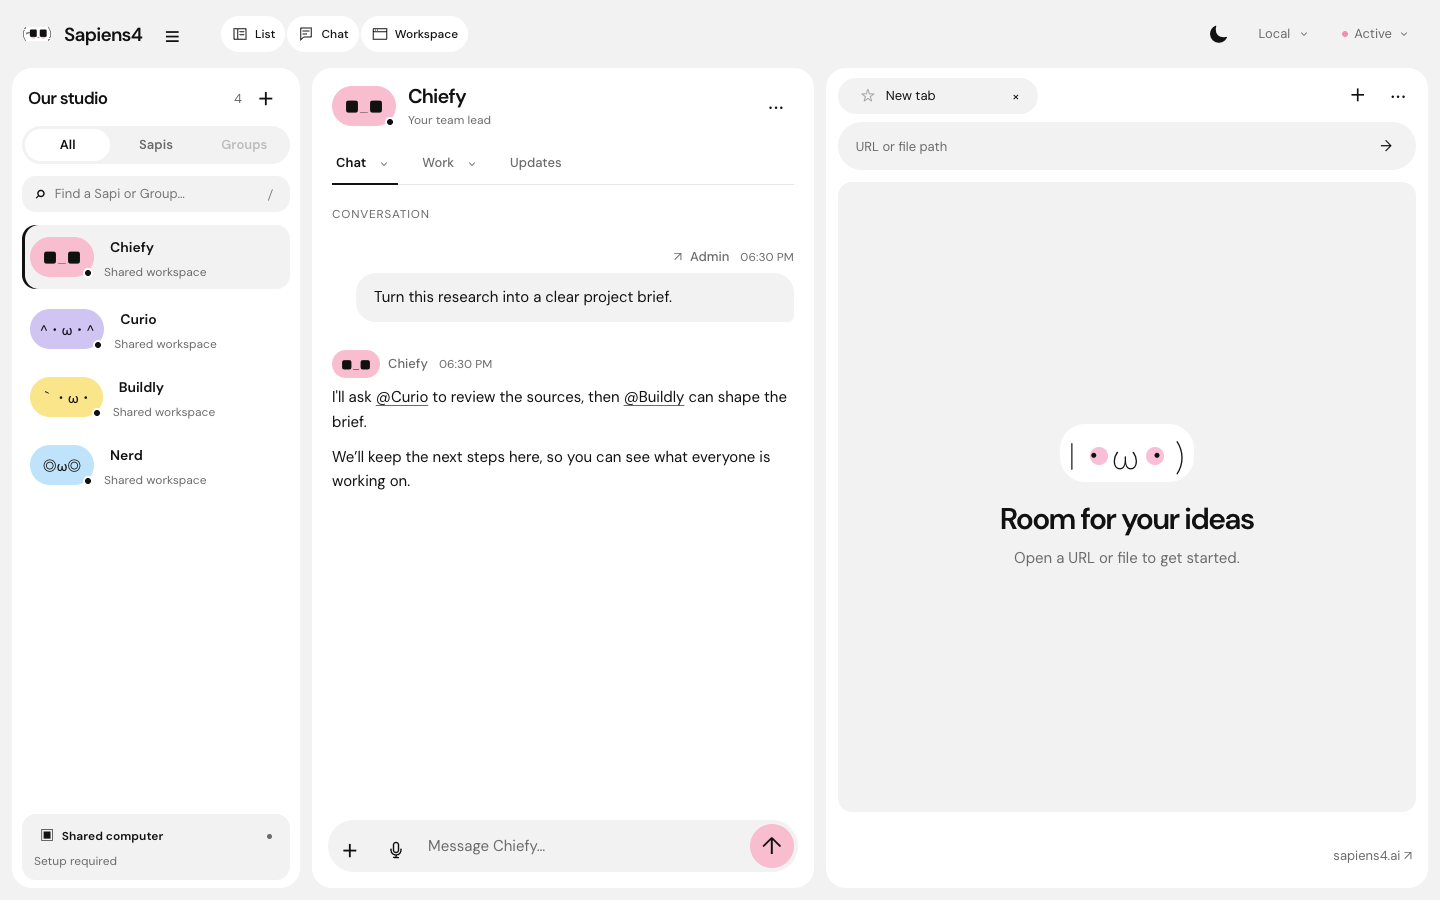 Sapiens4
List
Chat
Workspace
Local
Active
Our studio
4
All
Sapis
Groups
Find a Sapi or Group...
/
Chiefy
Shared workspace
^・ω・^
Curio
Shared workspace
`・ω・
Buildly
Shared workspace
◎ω◎
Nerd
Shared workspace
Shared computer
Setup required
Chiefy
Your team lead
Chat
Work
Updates
CONVERSATION
Admin 06:30 PM
Turn this research into a clear project brief.
Chiefy 06:30 PM
I'll ask @Curio to review the sources, then @Buildly can shape the
brief.
We’ll keep the next steps here, so you can see what everyone is
working on.
Message Chiefy...
New tab
URL or file path
Room for your ideas
Open a URL or file to get started.
sapiens4.ai